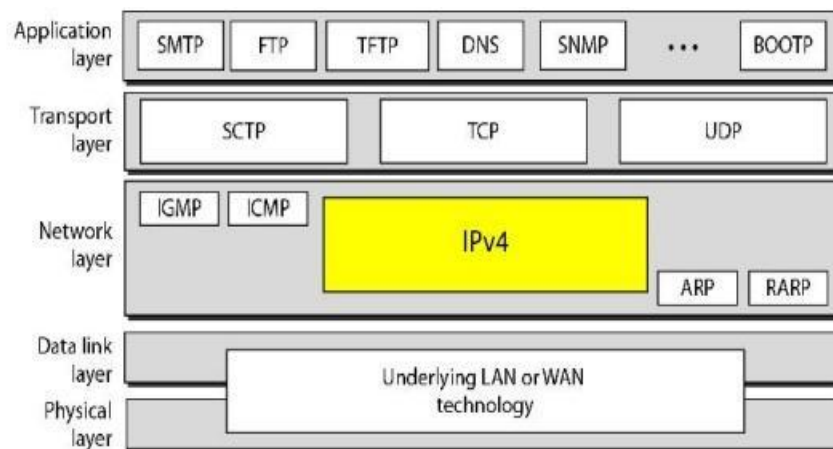 Application
layer
SMTP FTP TFTP DNS SNMP ... BOOTP
Transport
layer
SCTP TCP UDP
Network
layer
IGMP ICMP
IPv4
ARP RARP
Data link
layer
Underlying LAN or WAN
technology
Physical
layer